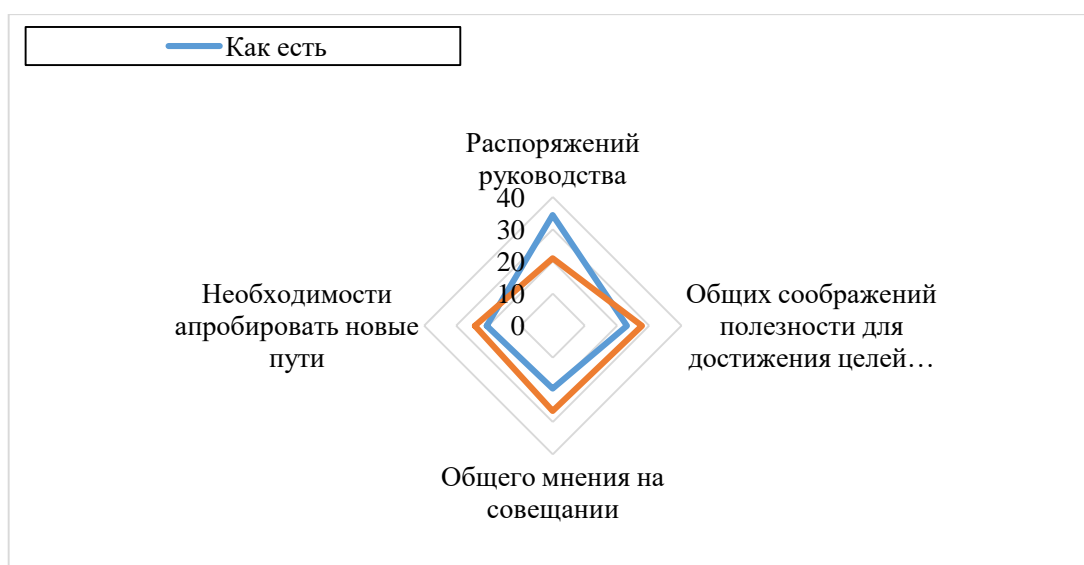 Как есть
Распоряжений
руководства
40
30
20
10
0
Общих соображений
полезности для
достижения целей…
Общего мнения на
совещании
Необходимости
апробировать новые
пути